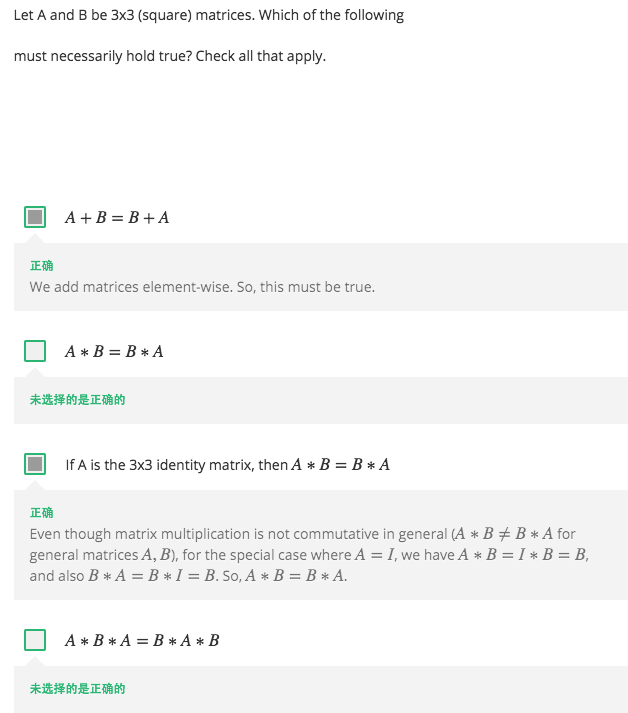 Let A and B be 3x3 (square) matrices. Which of the following
must necessarily hold true? Check all that apply.
A + B = B + A
正确
We add matrices element-wise. So, this must be true.
A ∗ B = B ∗ A
未选择的是正确的
If A is the 3x3 identity matrix, then A ∗ B = B ∗ A
正确
Even though matrix multiplication is not commutative in general (A ∗ B ≠ B ∗ A for
general matrices A, B), for the special case where A = I, we have A ∗ B = I ∗ B = B,
and also B ∗ A = B ∗ I = B. So, A ∗ B = B ∗ A.
A ∗ B ∗ A = B ∗ A ∗ B
未选择的是正确的